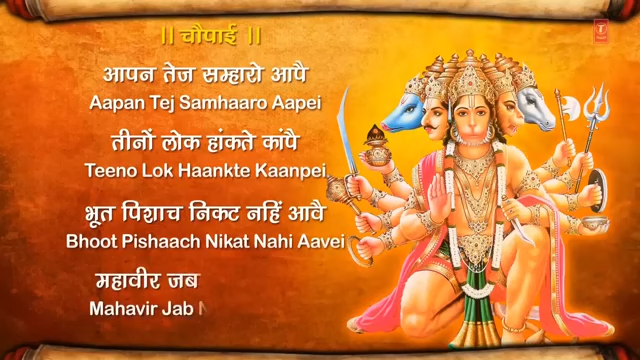 ॥ चौपाई ॥
आपन तेज सम्हारो आपै
Aapan Tej Samhaaro Aapei
तीनों लोक हांकते कांपै
Teeno Lok Haankte Kaanpei
भूत पिशाच निकट नहिं आवै
Bhoot Pishaach Nikat Nahi Aavei
महावीर जब
Mahavir Jab